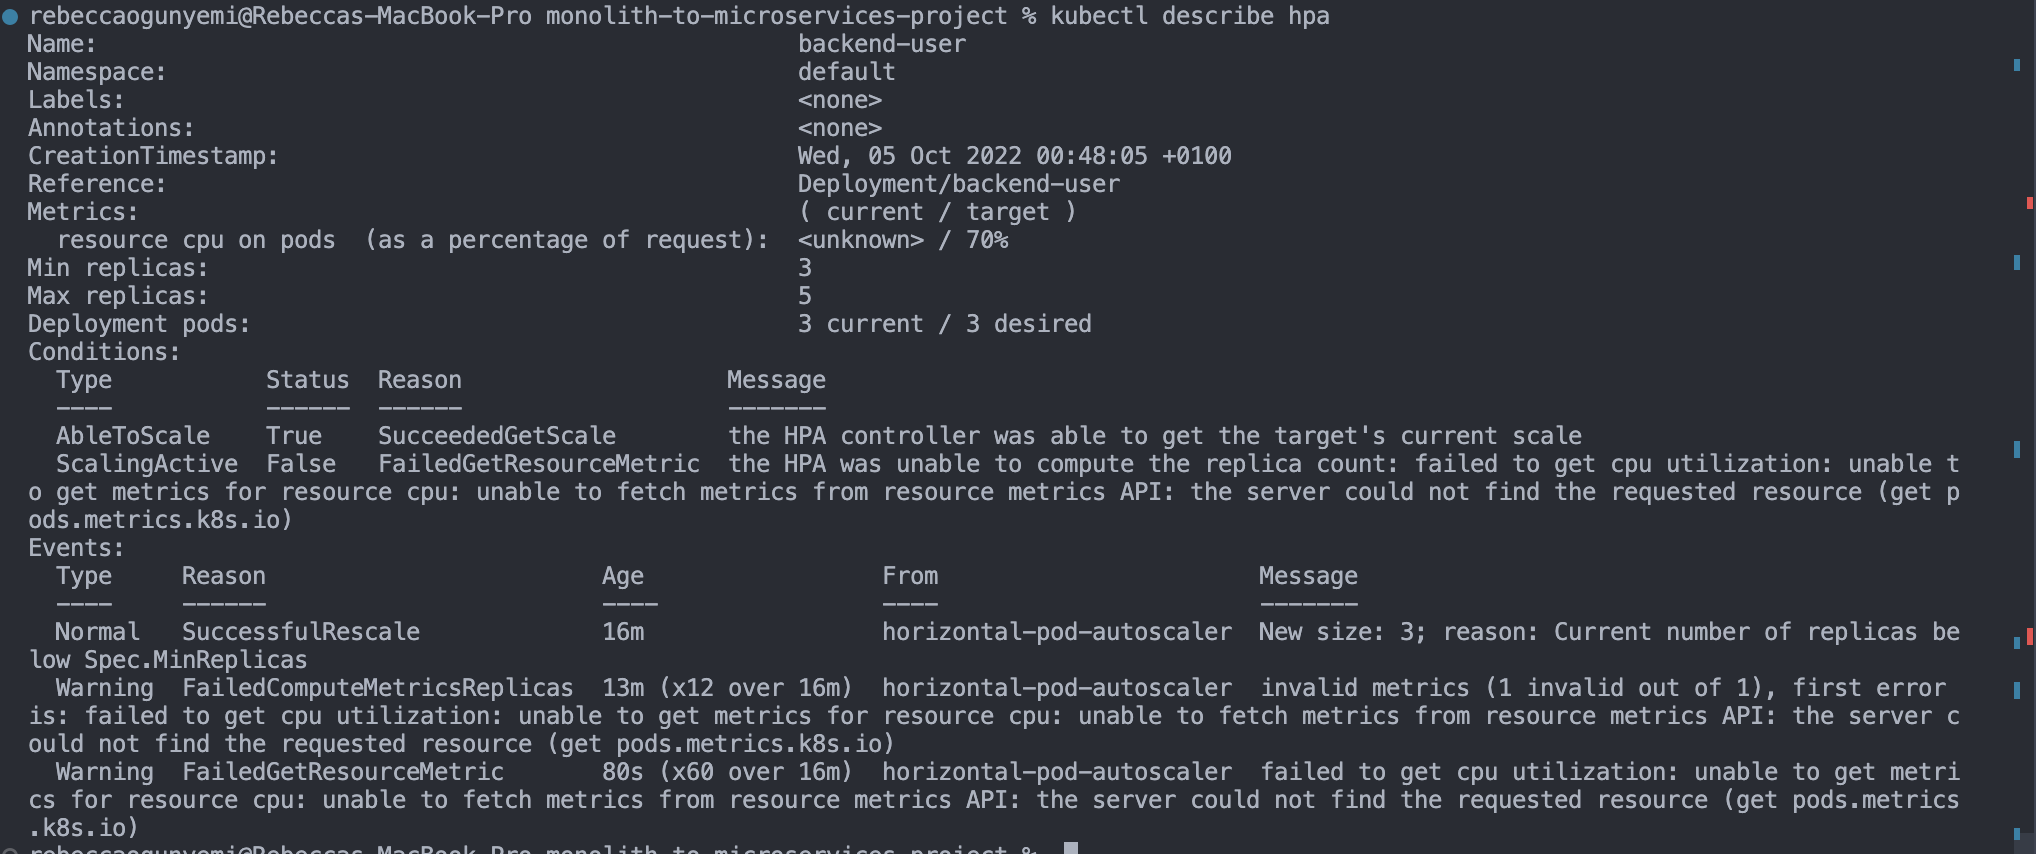 rebeccaogunyemi@Rebeccas-MacBook-Pro monolith-to-microservices-project % kubectl describe hpa
Name:                                                  backend-user
Namespace:                                             default
Labels:                                                <none>
Annotations:                                           <none>
CreationTimestamp:                                     Wed, 05 Oct 2022 00:48:05 +0100
Reference:                                             Deployment/backend-user
Metrics:                                               ( current / target )
  resource cpu on pods  (as a percentage of request):  <unknown> / 70%
Min replicas:                                          3
Max replicas:                                          5
Deployment pods:                                       3 current / 3 desired
Conditions:
  Type           Status  Reason                   Message
  ----           ------  ------                   -------
  AbleToScale    True    SucceededGetScale        the HPA controller was able to get the target's current scale
  ScalingActive  False   FailedGetResourceMetric  the HPA was unable to compute the replica count: failed to get cpu utilization: unable t
o get metrics for resource cpu: unable to fetch metrics from resource metrics API: the server could not find the requested resource (get p
ods.metrics.k8s.io)
Events:
  Type     Reason                        Age                 From                       Message
  ----     ------                        ----                ----                       -------
  Normal   SuccessfulRescale             16m                 horizontal-pod-autoscaler  New size: 3; reason: Current number of replicas be
low Spec.MinReplicas
  Warning  FailedComputeMetricsReplicas  13m (x12 over 16m)  horizontal-pod-autoscaler  invalid metrics (1 invalid out of 1), first error 
is: failed to get cpu utilization: unable to get metrics for resource cpu: unable to fetch metrics from resource metrics API: the server c
ould not find the requested resource (get pods.metrics.k8s.io)
  Warning  FailedGetResourceMetric       80s (x60 over 16m)  horizontal-pod-autoscaler  failed to get cpu utilization: unable to get metri
cs for resource cpu: unable to fetch metrics from resource metrics API: the server could not find the requested resource (get pods.metrics
.k8s.io)
rebeccaogunyemi@Rebeccas-MacBook-Pro monolith-to-microservices-project %